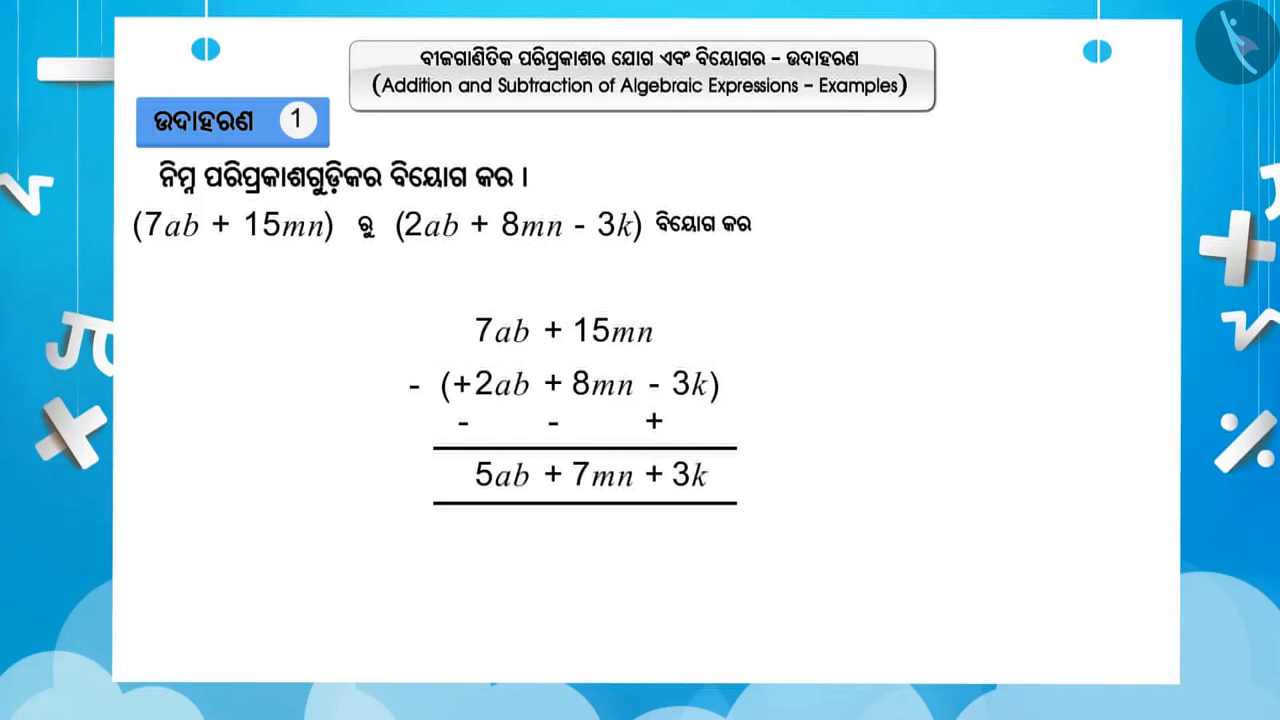 ବୀଜଗାଣିତିକ ପରିପ୍ରକାଶର ଯୋଗ ଏବଂ ବିୟୋଗର – ଉଦାହରଣ
(Addition and Subtraction of Algebraic Expressions – Examples)
ଉଦାହରଣ 1
ନିମ୍ନ ପରିପ୍ରକାଶଗୁଡ଼ିକର ବିୟୋଗ କର ।
(7ab + 15mn) ରୁ (2ab + 8mn - 3k) ବିୟୋଗ କର
7ab + 15mn
- (+2ab + 8mn - 3k)
- - +
5ab + 7mn + 3k